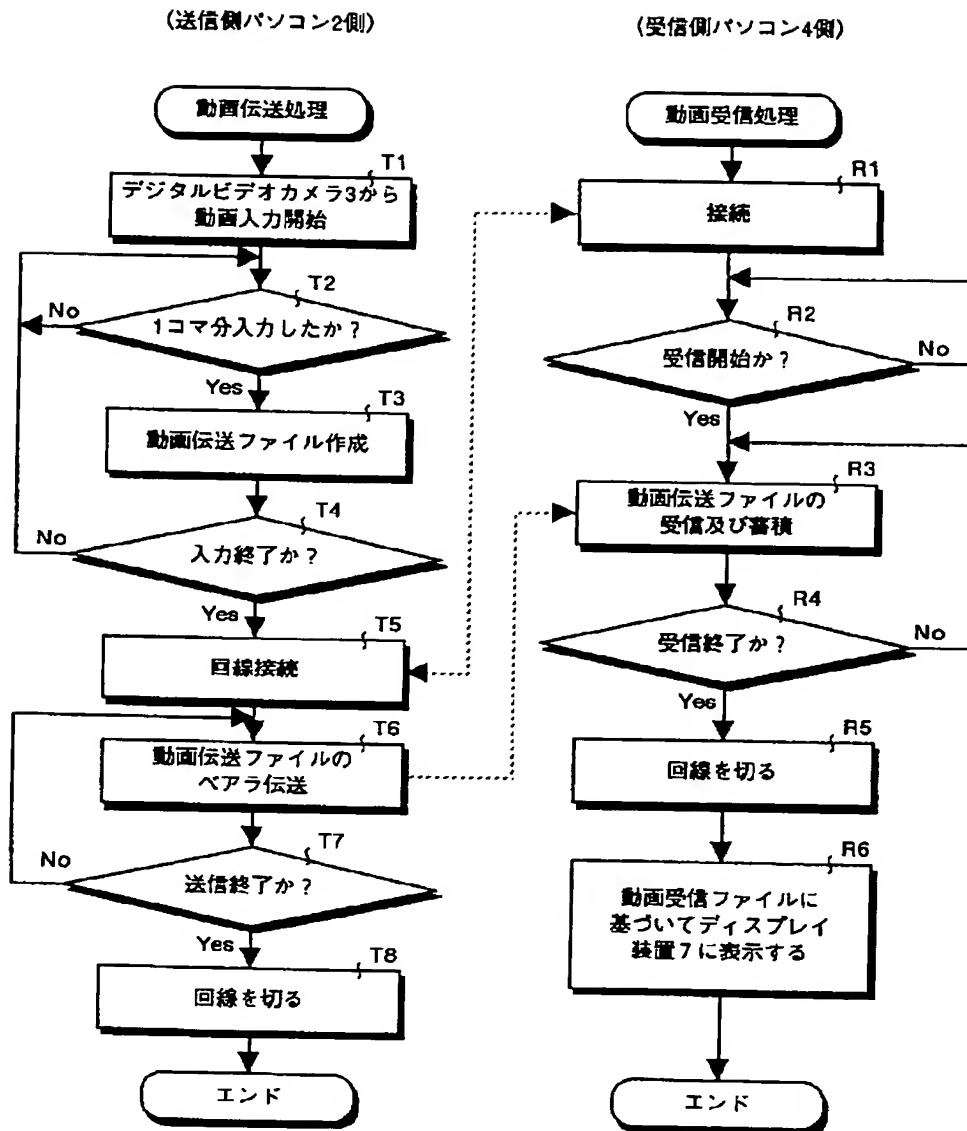 (送信側パソコン2側)
動画伝送処理
T1
デジタルビデオカメラ3から
動画入力開始
T2
No
1コマ分入力したか?
Yes
T3
動画伝送ファイル作成
T4
No
入力終了か?
Yes
T5
回線接続
T6
動画伝送ファイルの
ベアラ伝送
T7
No
送信終了か?
Yes
T8
回線を切る
エンド
(受信側パソコン4側)
動画受信処理
R1
接続
R2
受信開始か?
No
Yes
R3
動画伝送ファイルの
受信及び蓄積
R4
受信終了か?
No
Yes
R5
回線を切る
R6
動画受信ファイルに
基づいてディスプレイ
装置7に表示する
エンド